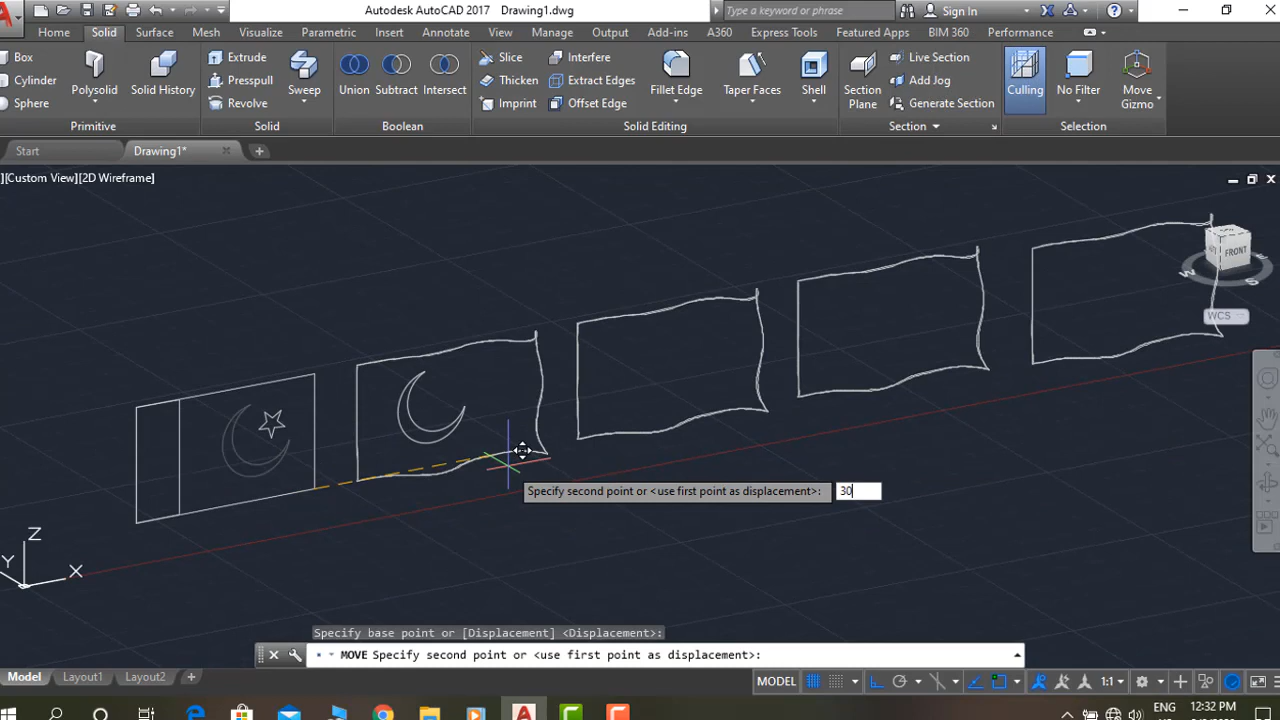 Autodesk AutoCAD 2017 Drawing1.dwg
Type a keyword or phrase
Sign In
Home Solid Surface Mesh Visualize Parametric Insert Annotate View Manage Output Add-ins A360 Express Tools Featured Apps BIM 360 Performance
Box Extrude Slice Interfere Live Section
Cylinder Presspull Thicken Extract Edges Add Jog
Sphere Revolve Imprint Offset Edge Generate Section
Polysolid Solid History Sweep Union Subtract Intersect Fillet Edge Taper Faces Shell Section Plane Culling No Filter Move Gizmo
Primitive Solid Boolean Solid Editing Section Selection
Start Drawing1*
][Custom View][2D Wireframe]
FRONT
W
S
WCS
Specify second point or <use first point as displacement>: 30
Z
Y
X
Specify base point or [Displacement] <Displacement>:
MOVE Specify second point or <use first point as displacement>:
Model Layout1 Layout2 MODEL 1:1
ENG 12:32 PM